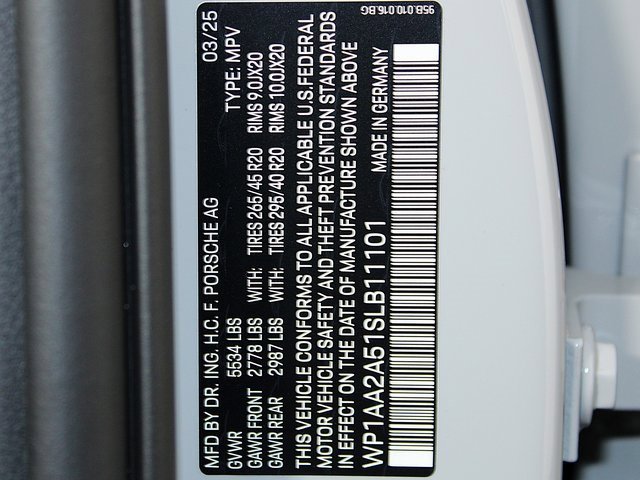 MFD BY DR. ING. H.C. F. PORSCHE AG 03/25
GVWR 5534 LBS TYPE: MPV
GAWR FRONT 2778 LBS WITH: TIRES 265/45 R20 RIMS 9.0JX20
GAWR REAR 2987 LBS WITH: TIRES 295/40 R20 RIMS 10.0JX20
THIS VEHICLE CONFORMS TO ALL APPLICABLE U.S.FEDERAL
MOTOR VEHICLE SAFETY AND THEFT PREVENTION STANDARDS
IN EFFECT ON THE DATE OF MANUFACTURE SHOWN ABOVE
WP1AA2A51SLB11101 MADE IN GERMANY
95B.010.016.BG